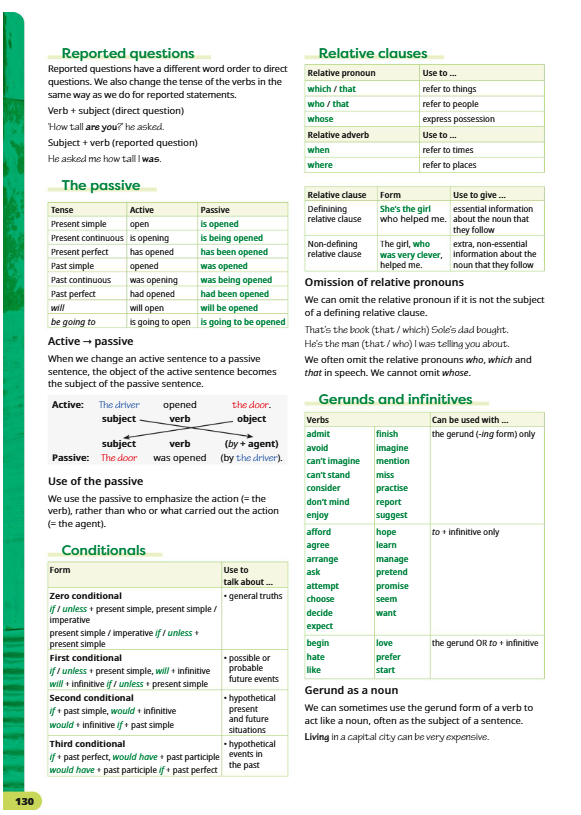 Reported questions
Reported questions have a different word order to direct
questions. We also change the tense of the verbs in the
same way as we do for reported statements.
Verb + subject (direct question)
'How tall are you?' he asked.
Subject + verb (reported question)
He asked me how tall I was.
The passive
Tense Active Passive
Present simple open is opened
Present continuous is opening is being opened
Present perfect has opened has been opened
Past simple opened was opened
Past continuous was opening was being opened
Past perfect had opened had been opened
will will open will be opened
be going to is going to open is going to be opened
Active → passive
When we change an active sentence to a passive
sentence, the object of the active sentence becomes
the subject of the passive sentence.
Active: The driver opened the door.
subject verb object
subject verb (by + agent)
Passive: The door was opened (by the driver).
Use of the passive
We use the passive to emphasize the action (= the
verb), rather than who or what carried out the action
(= the agent).
Conditionals
Form Use to
talk about ...
Zero conditional • general truths
if / unless + present simple, present simple /
imperative
present simple / imperative if / unless +
present simple
First conditional • possible or
if / unless + present simple, will + infinitive probable
will + infinitive if / unless + present simple future events
Second conditional • hypothetical
if + past simple, would + infinitive present
would + infinitive if + past simple and future
situations
Third conditional • hypothetical
if + past perfect, would have + past participle events in
would have + past participle if + past perfect the past
130
Relative clauses
Relative pronoun Use to ...
which / that refer to things
who / that refer to people
whose express possession
Relative adverb Use to ...
when refer to times
where refer to places
Relative clause Form Use to give ...
Definining She's the girl essential information
relative clause who helped me. about the noun that
they follow
Non-defining The girl, who extra, non-essential
relative clause was very clever, information about the
helped me. noun that they follow
Omission of relative pronouns
We can omit the relative pronoun if it is not the subject
of a defining relative clause.
That's the book (that / which) Sole's dad bought.
He's the man (that / who) I was telling you about.
We often omit the relative pronouns who, which and
that in speech. We cannot omit whose.
Gerunds and infinitives
Verbs Can be used with ...
admit finish the gerund (-ing form) only
avoid imagine
can't imagine mention
can't stand miss
consider practise
don't mind report
enjoy suggest
afford hope to + infinitive only
agree learn
arrange manage
ask pretend
attempt promise
choose seem
decide want
expect
begin love the gerund OR to + infinitive
hate prefer
like start
Gerund as a noun
We can sometimes use the gerund form of a verb to
act like a noun, often as the subject of a sentence.
Living in a capital city can be very expensive.